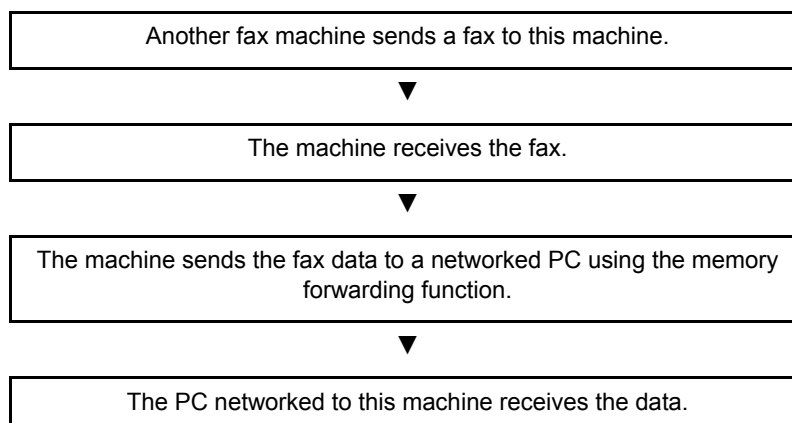 Another fax machine sends a fax to this machine.
The machine receives the fax.
The machine sends the fax data to a networked PC using the memory
forwarding function.
The PC networked to this machine receives the data.